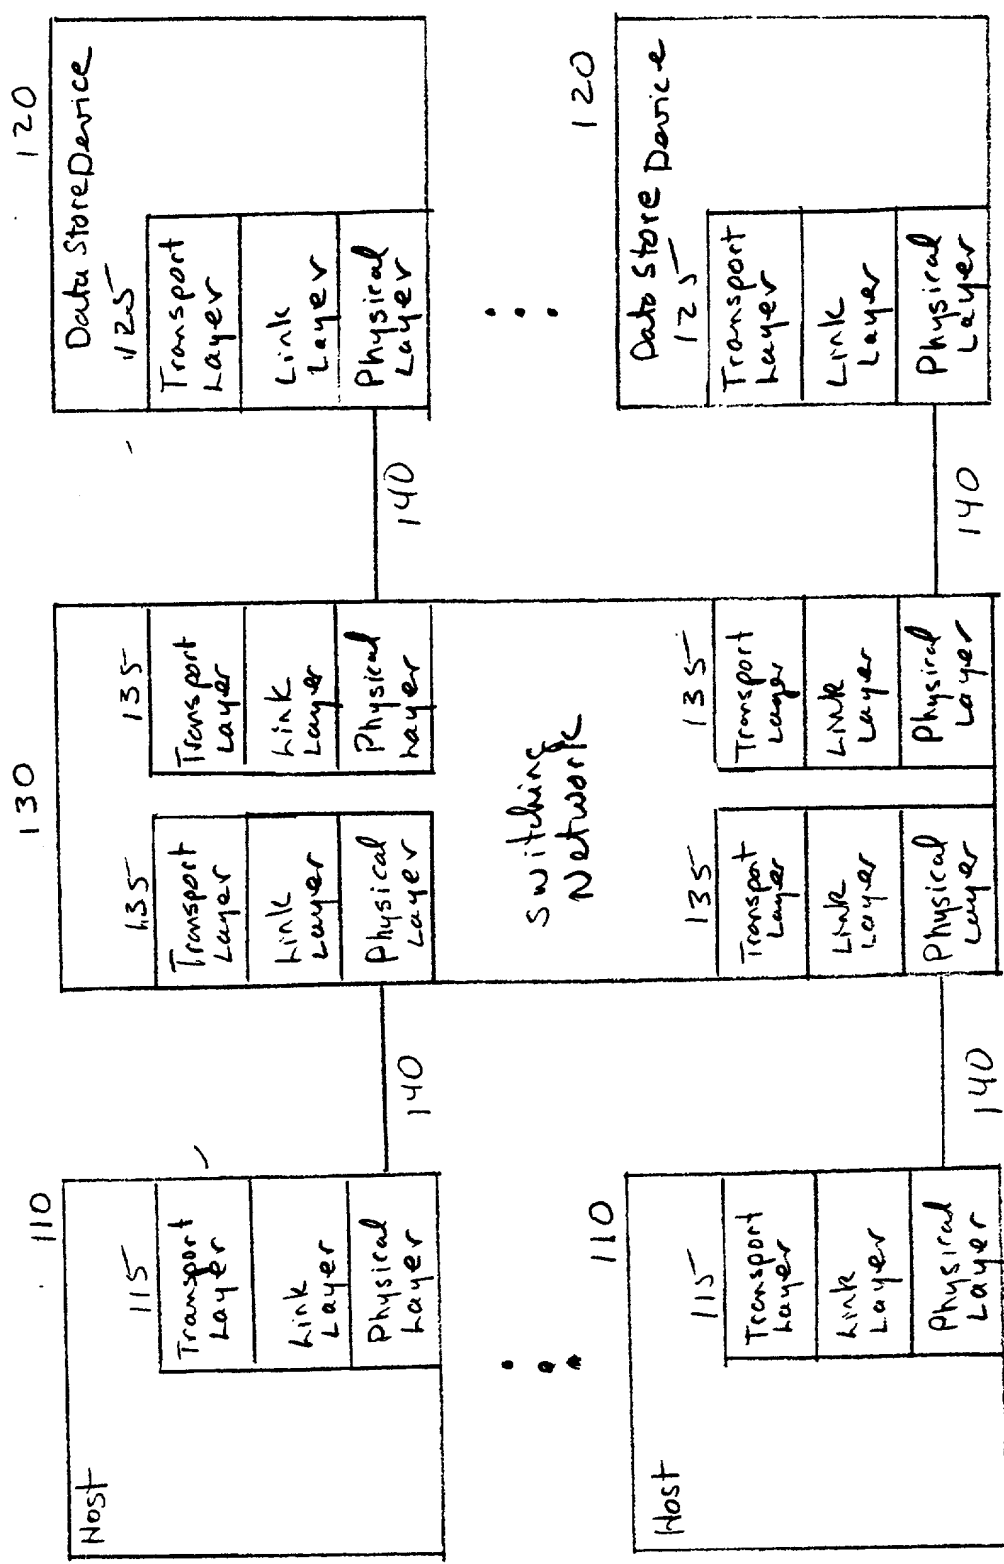 110
Host
115
Transport
Layer
Link
Layer
Physical
Layer
140
130
135
Transport
Layer
Link
Layer
Physical
Layer
135
Transport
Layer
Link
Layer
Physical
Layer
140
120
Data Store Device
125
Transport
Layer
Link
Layer
Physical
Layer
Switching
Network
110
Host
115
Transport
Layer
Link
Layer
Physical
Layer
140
135
Transport
Layer
Link
Layer
Physical
Layer
135
Transport
Layer
Link
Layer
Physical
Layer
140
120
Data Store Device
125
Transport
Layer
Link
Layer
Physical
Layer